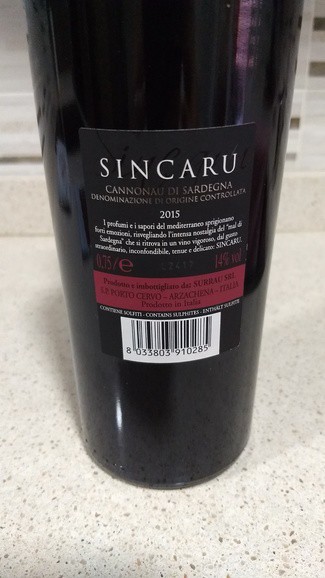 SINCARU
CANNONAU DI SARDEGNA
DENOMINAZIONE DI ORIGINE CONTROLLATA
2015
I profumi e i sapori del mediterraneo sprigionano
forti emozioni, risvegliando l'intensa nostalgia del "mal di
Sardegna" che si ritrova in un vino vigoroso, dal gusto
straordinario, inconfondibile, tenue e delicato. SINCARU.
0,75l e 14% vol
Prodotto e imbottigliato dai SURRAU SRL
PORTO CERVO - ARZACHENA - ITALIA
Prodotto in Italia
CONTIENE SOLFITI - CONTAINS SULPHITES - ENTHALT SULFITE
8 033803 910285